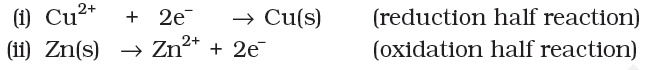 (i) Cu²⁺ + 2e⁻ → Cu(s) (reduction half reaction)
(ii) Zn(s) → Zn²⁺ + 2e⁻ (oxidation half reaction)